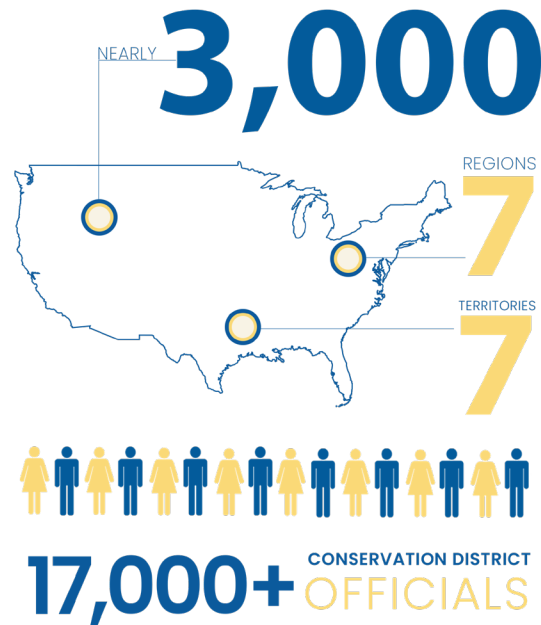 NEARLY 3,000
REGIONS
7
TERRITORIES
7
17,000+ CONSERVATION DISTRICT
OFFICIALS